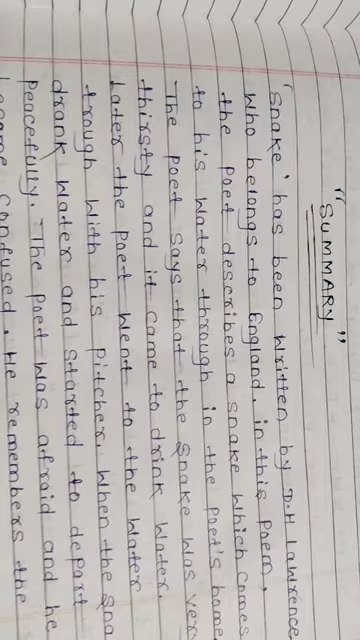 "SUMMARY"
'Snake' has been written by D.H Lawrence
who belongs to England. in this poem,
the poet describes a snake which comes
to his water through in the poet's home
The poet says that the snake was ver
thirsty and it came to drink water.
later the poet went to the water
trough with his pitcher. When the Sna
drank water and started to depart
peacefully. The poet was afraid and he
became confused. He remembers the